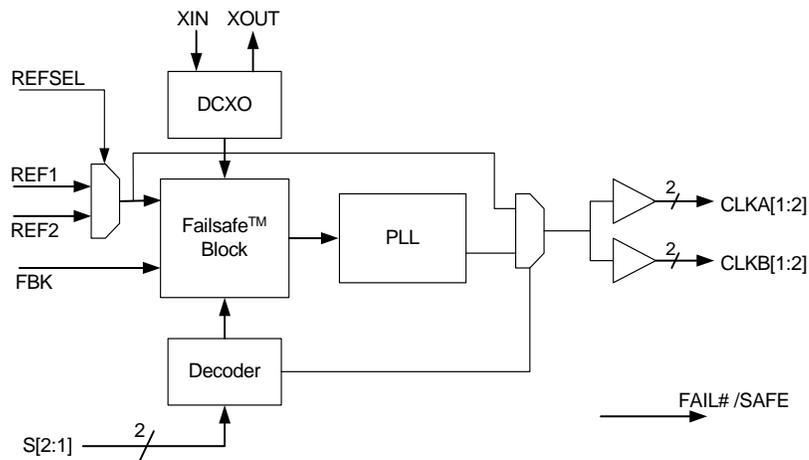 XIN XOUT
REFSEL
DCXO
REF1
REF2
Failsafe™
Block
PLL
2
CLKA[1:2]
2
CLKB[1:2]
FBK
Decoder
FAIL# /SAFE
2
S[2:1]